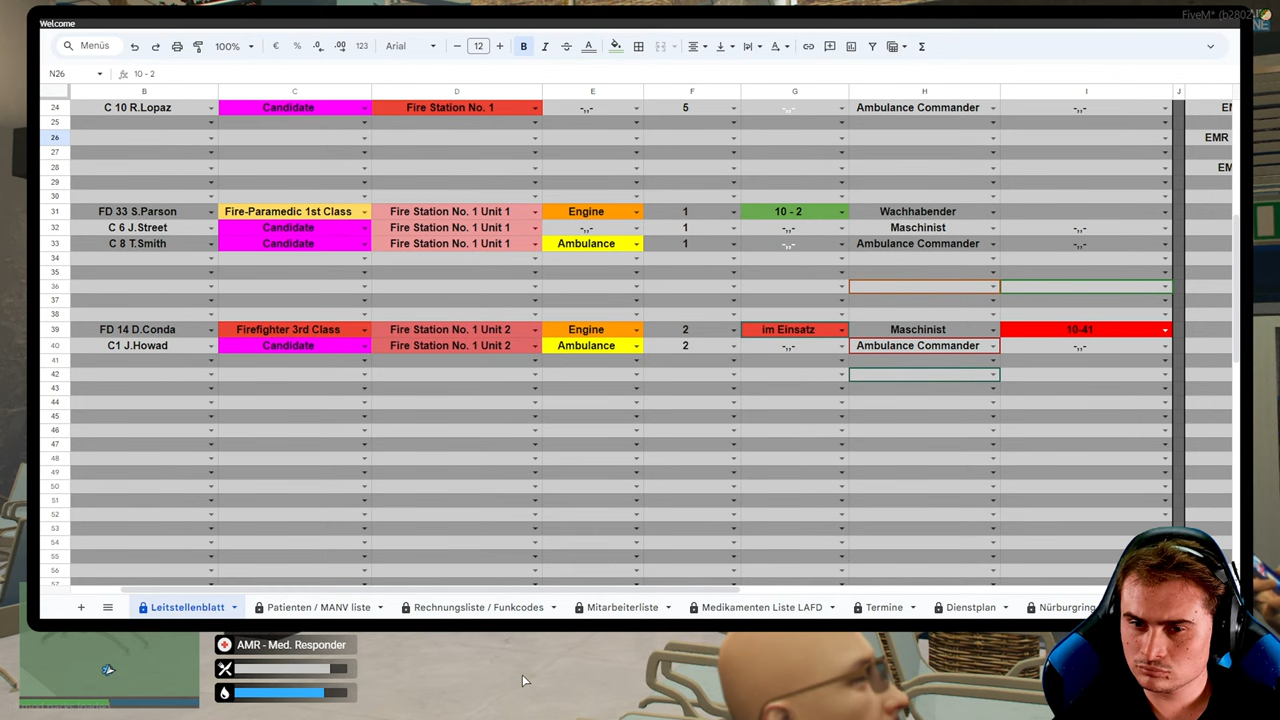 FiveM* (b2802
Welcome
Menüs
100%
€
%
.0
.00
123
Arial
12
B
I
S
A
A
Σ
N26
fx
10 - 2
B
C
D
E
F
G
H
I
J
24 C 10 R.Lopaz Candidate Fire Station No. 1 -,,- 5 -,,- Ambulance Commander -,,-
25
26 EMR
27
28
29
30
31 FD 33 S.Parson Fire-Paramedic 1st Class Fire Station No. 1 Unit 1 Engine 1 10 - 2 Wachhabender
32 C 6 J.Street Candidate Fire Station No. 1 Unit 1 -,,- 1 -,,- Maschinist -,,-
33 C 8 T.Smith Candidate Fire Station No. 1 Unit 1 Ambulance 1 -,,- Ambulance Commander -,,-
34
35
36
37
38
39 FD 14 D.Conda Firefighter 3rd Class Fire Station No. 1 Unit 2 Engine 2 im Einsatz Maschinist 10-41
40 C1 J.Howad Candidate Fire Station No. 1 Unit 2 Ambulance 2 -,,- Ambulance Commander -,,-
41
42
43
44
45
46
47
48
49
50
51
52
53
54
55
56
57
Leitstellenblatt
Patienten / MANV liste
Rechnungsliste / Funkcodes
Mitarbeiterliste
Medikamenten Liste LAFD
Termine
Dienstplan
Nürburgring
AMR - Med. Responder